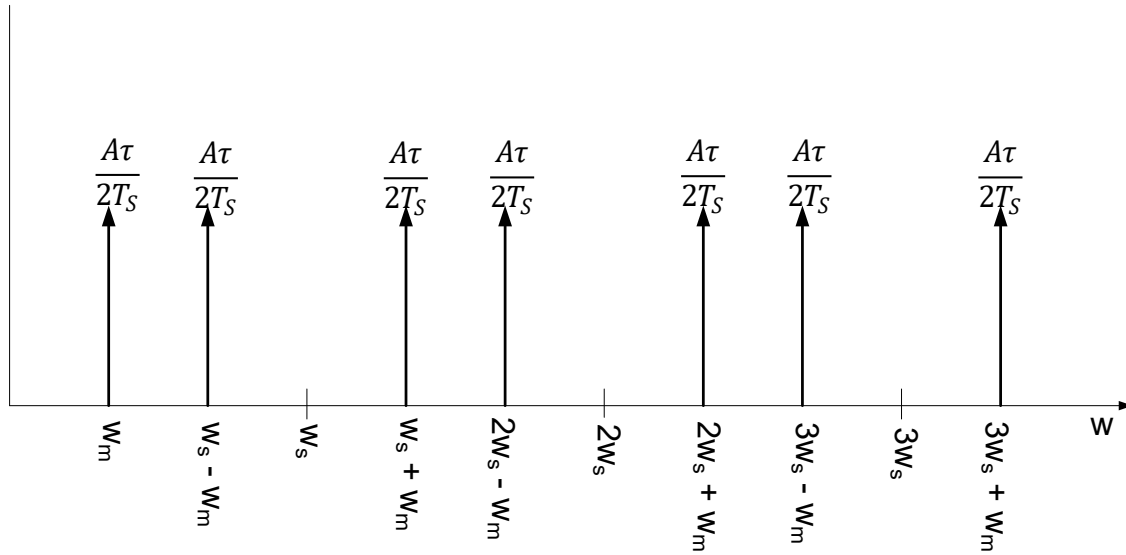 Aτ/2T_S
Aτ/2T_S
Aτ/2T_S
Aτ/2T_S
Aτ/2T_S
Aτ/2T_S
Aτ/2T_S
w_m
w_s - w_m
w_s
w_s + w_m
2w_s - w_m
2w_s
2w_s + w_m
3w_s - w_m
3w_s
3w_s + w_m
w